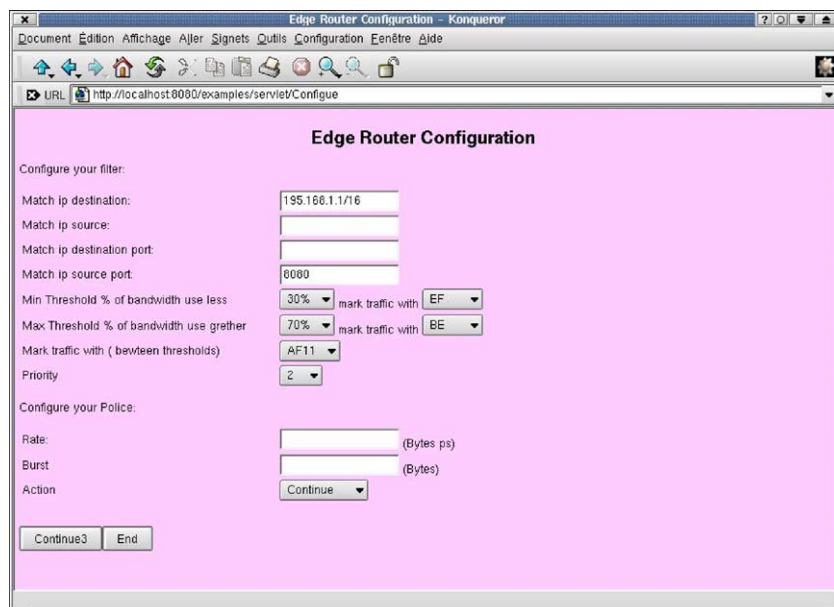 Edge Router Configuration - Konqueror
Document Édition Affichage Aller Signets Outils Configuration Fenêtre Aide
URL http://localhost:8080/examples/servlet/Configue
Edge Router Configuration
Configure your filter:
Match ip destination: 195.168.1.1/16
Match ip source:
Match ip destination port:
Match ip source port: 8080
Min Threshold % of bandwidth use less 30% mark traffic with EF
Max Threshold % of bandwidth use grether 70% mark traffic with BE
Mark traffic with ( bewteen thresholds) AF11
Priority 2
Configure your Police:
Rate: (Bytes ps)
Burst (Bytes)
Action Continue
Continue3 End